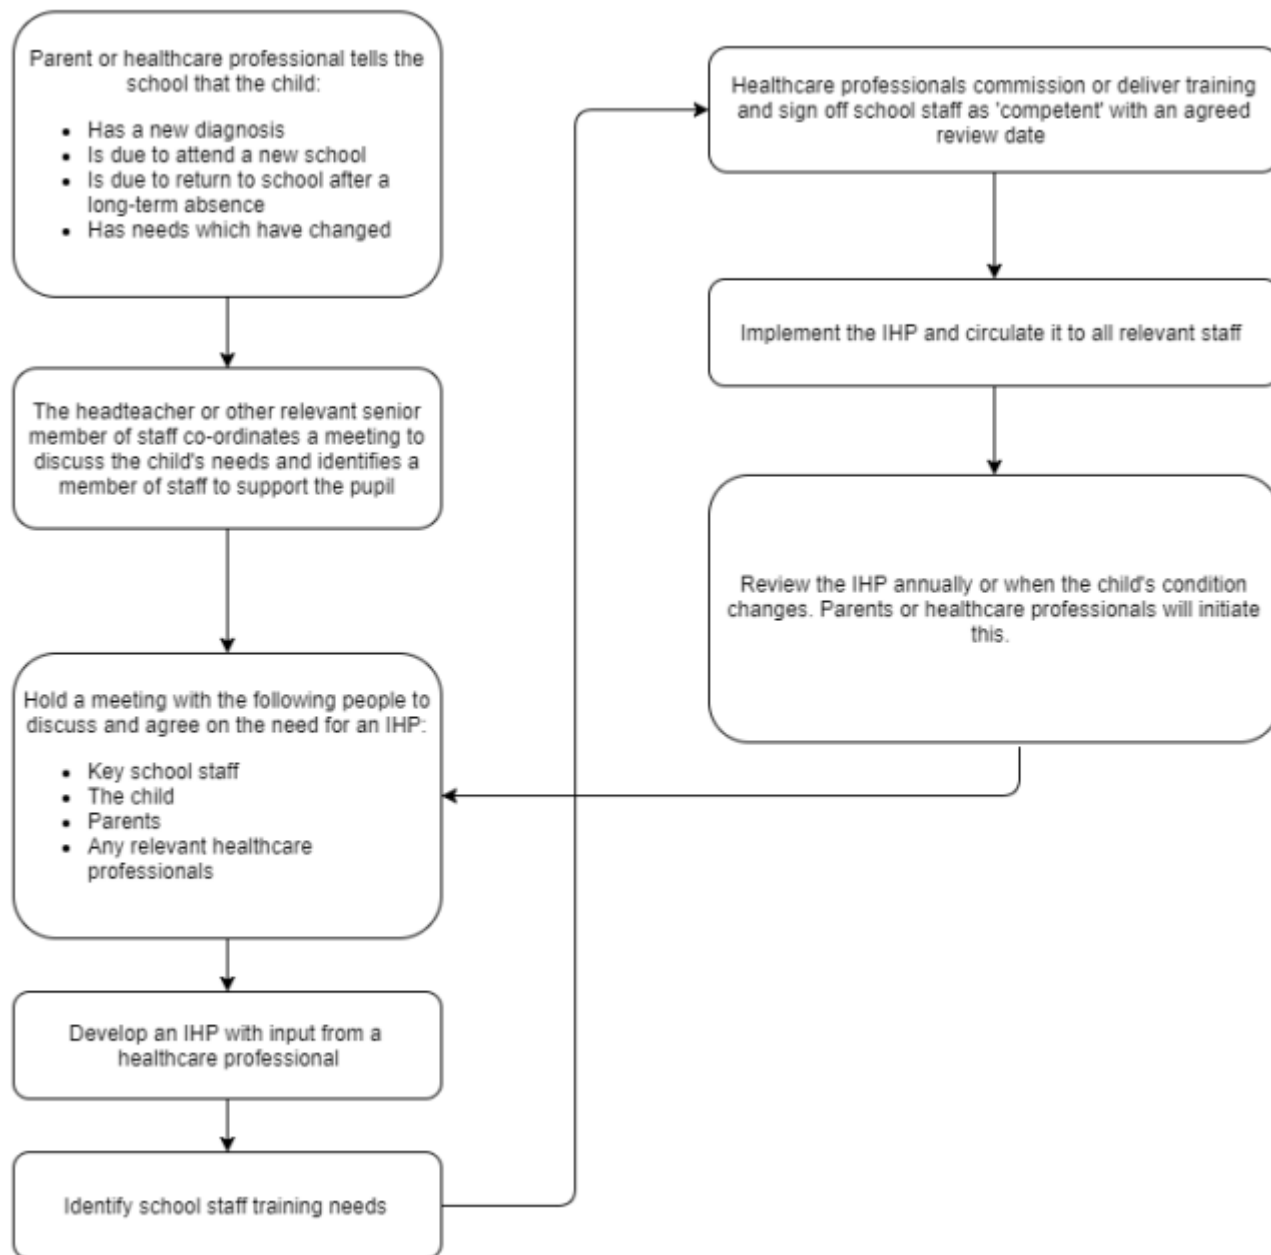 Parent or healthcare professional tells the
school that the child:
• Has a new diagnosis
• Is due to attend a new school
• Is due to return to school after a
long-term absence
• Has needs which have changed
The headteacher or other relevant senior
member of staff co-ordinates a meeting to
discuss the child's needs and identifies a
member of staff to support the pupil
Hold a meeting with the following people to
discuss and agree on the need for an IHP:
• Key school staff
• The child
• Parents
• Any relevant healthcare
professionals
Develop an IHP with input from a
healthcare professional
Identify school staff training needs
Healthcare professionals commission or deliver training
and sign off school staff as 'competent' with an agreed
review date
Implement the IHP and circulate it to all relevant staff
Review the IHP annually or when the child's condition
changes. Parents or healthcare professionals will initiate
this.